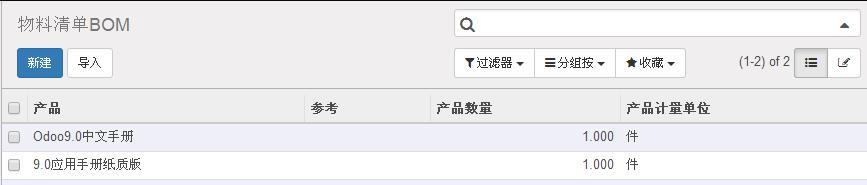 物料清单BOM
新建 导入 过滤器 分组按 收藏 (1-2) of 2
产品 参考 产品数量 产品计量单位
Odoo9.0中文手册 1.000 件
9.0应用手册纸质版 1.000 件